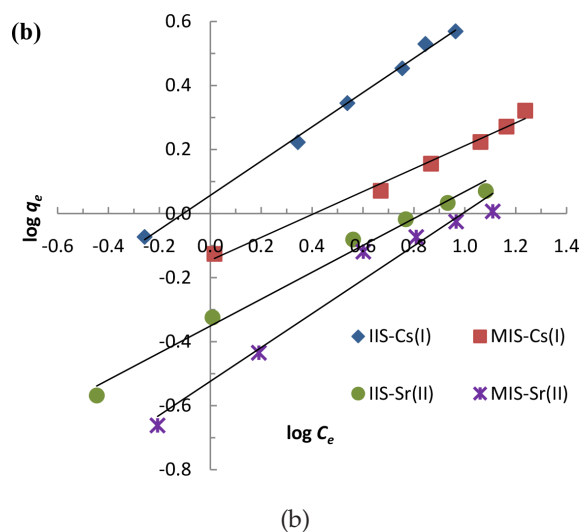 (b)
log qe
0.6
0.4
0.2
0.0
-0.2
-0.4
-0.6
-0.8
-0.6 -0.4 -0.2 0.0 0.2 0.4 0.6 0.8 1.0 1.2 1.4
IIS-Cs(I) MIS-Cs(I)
IIS-Sr(II) MIS-Sr(II)
log Ce
(b)